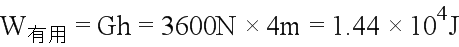 W有用 = Gh = 3600N × 4m = 1.44 × 10⁴J